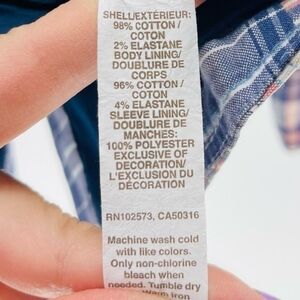 SHELL/EXTÉRIEUR:
98% COTTON /
COTON
2% ELASTANE
BODY LINING/
DOUBLURE DE
CORPS
96% COTTON /
COTON
4% ELASTANE
SLEEVE LINING/
DOUBLURE DE
MANCHES:
100% POLYESTER
EXCLUSIVE OF
DECORATION/
L'EXCLUSION DU
DÉCORATION
RN102573, CA50316
Machine wash cold
with like colors.
Only non-chlorine
bleach when
needed. Tumble dry
warm iron